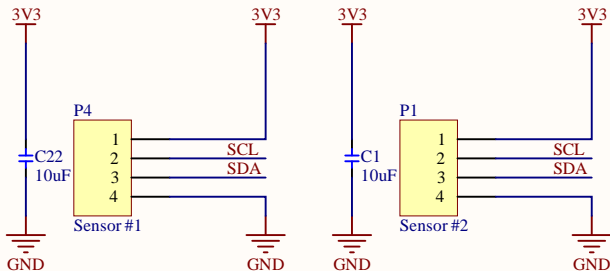 3V3 3V3 3V3 3V3
P4 P1
1 1
SCL SCL
C22 2 C1 2
SDA SDA
10uF 3 10uF 3
4 4
Sensor #1 Sensor #2
GND GND GND GND